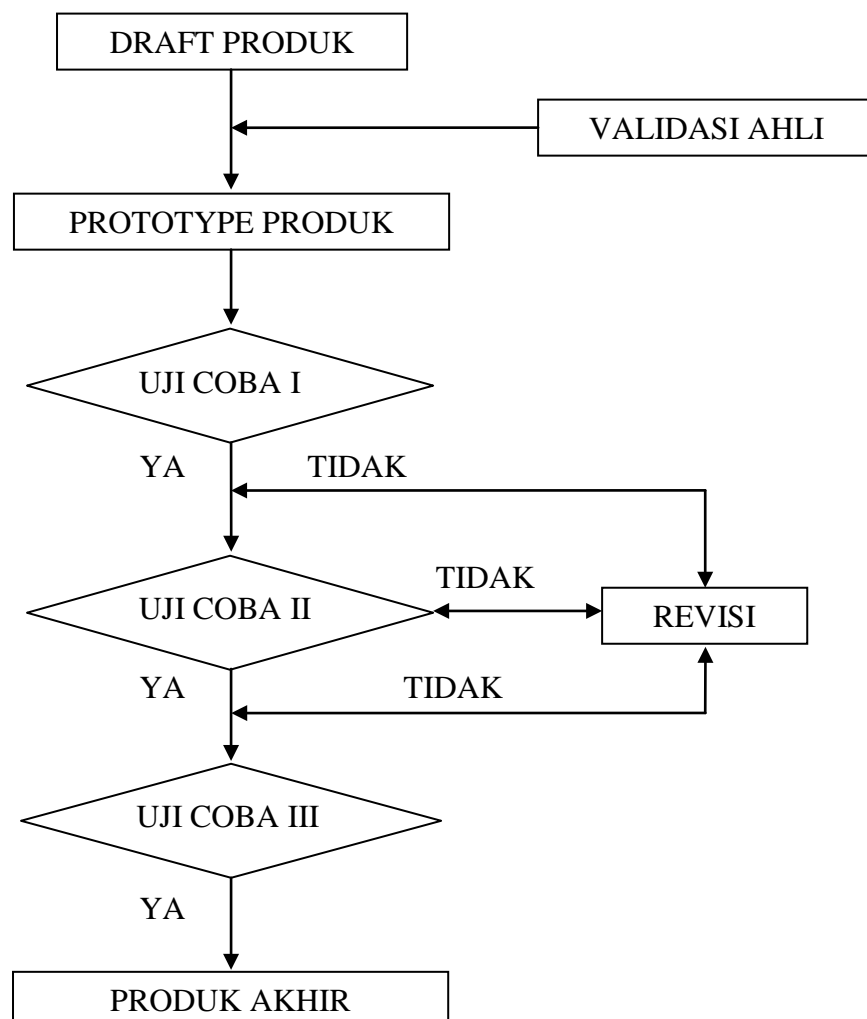 DRAFT PRODUK
VALIDASI AHLI
PROTOTYPE PRODUK
UJI COBA I
YA
TIDAK
TIDAK
UJI COBA II
REVISI
YA
TIDAK
UJI COBA III
YA
PRODUK AKHIR